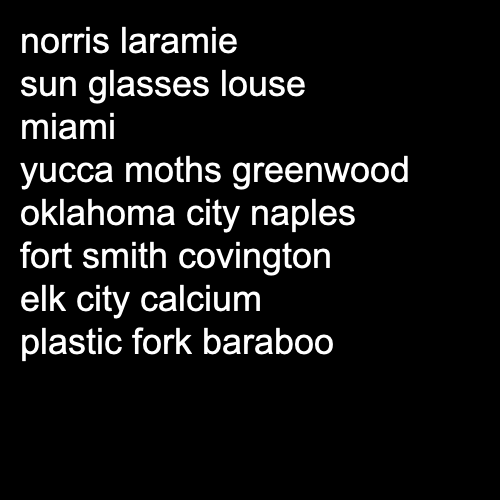 norris laramie
sun glasses louse
miami
yucca moths greenwood
oklahoma city naples
fort smith covington
elk city calcium
plastic fork baraboo